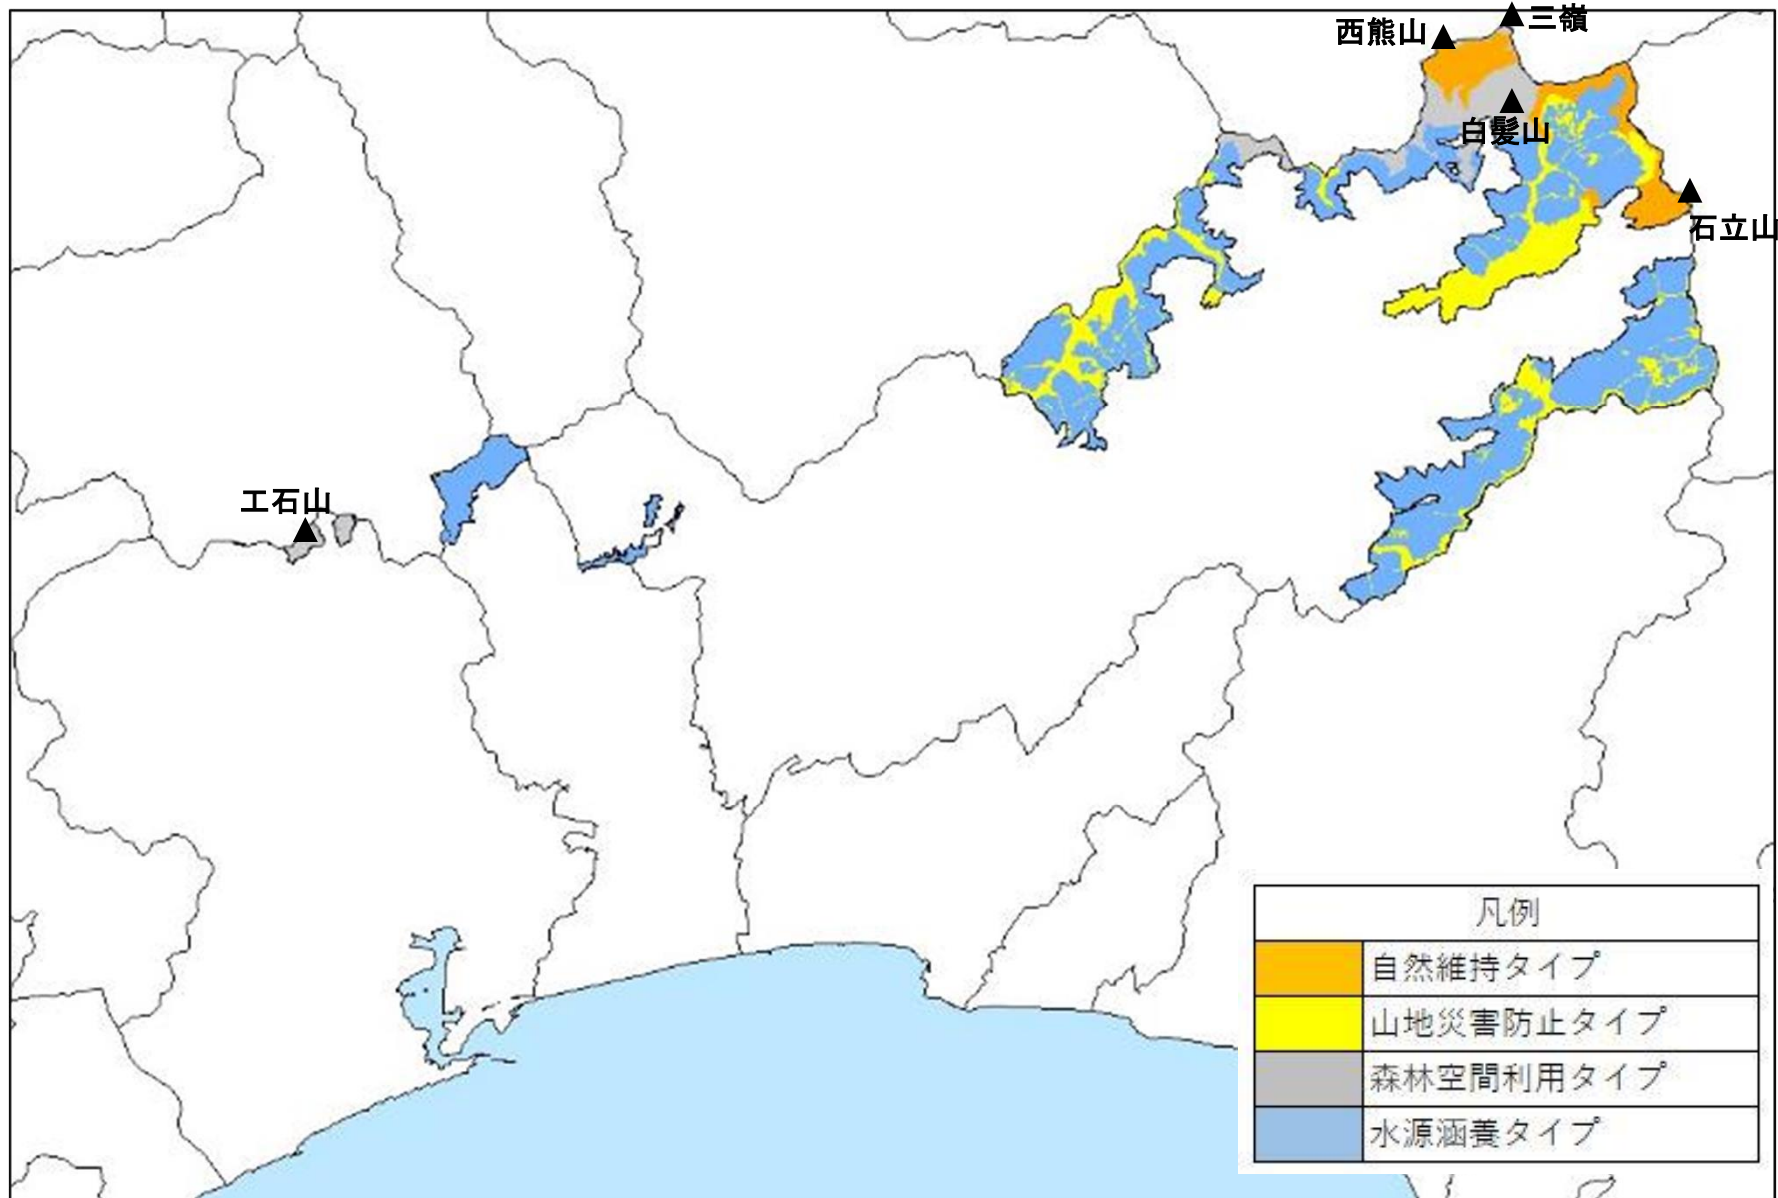 三嶺
西熊山
白髪山
石立山
工石山
凡例
自然維持タイプ
山地災害防止タイプ
森林空間利用タイプ
水源涵養タイプ